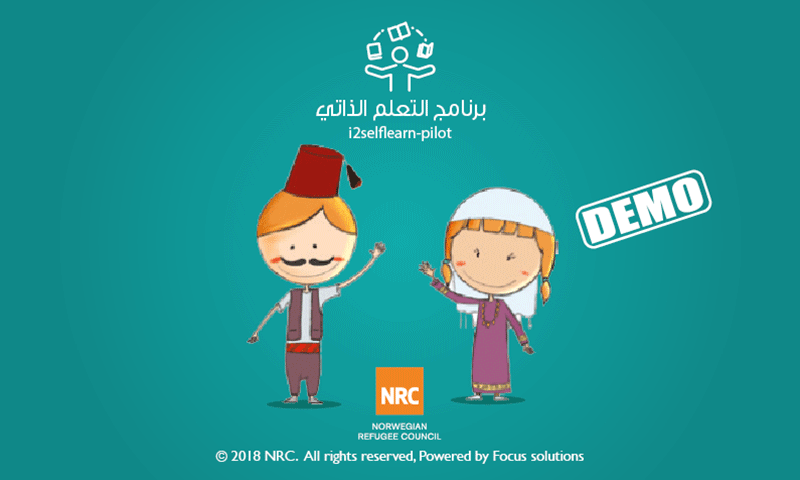 برنامج التعلم الذاتي
i2selflearn-pilot
DEMO
NRC
NORWEGIAN
REFUGEE COUNCIL
© 2018 NRC. All rights reserved, Powered by Focus solutions